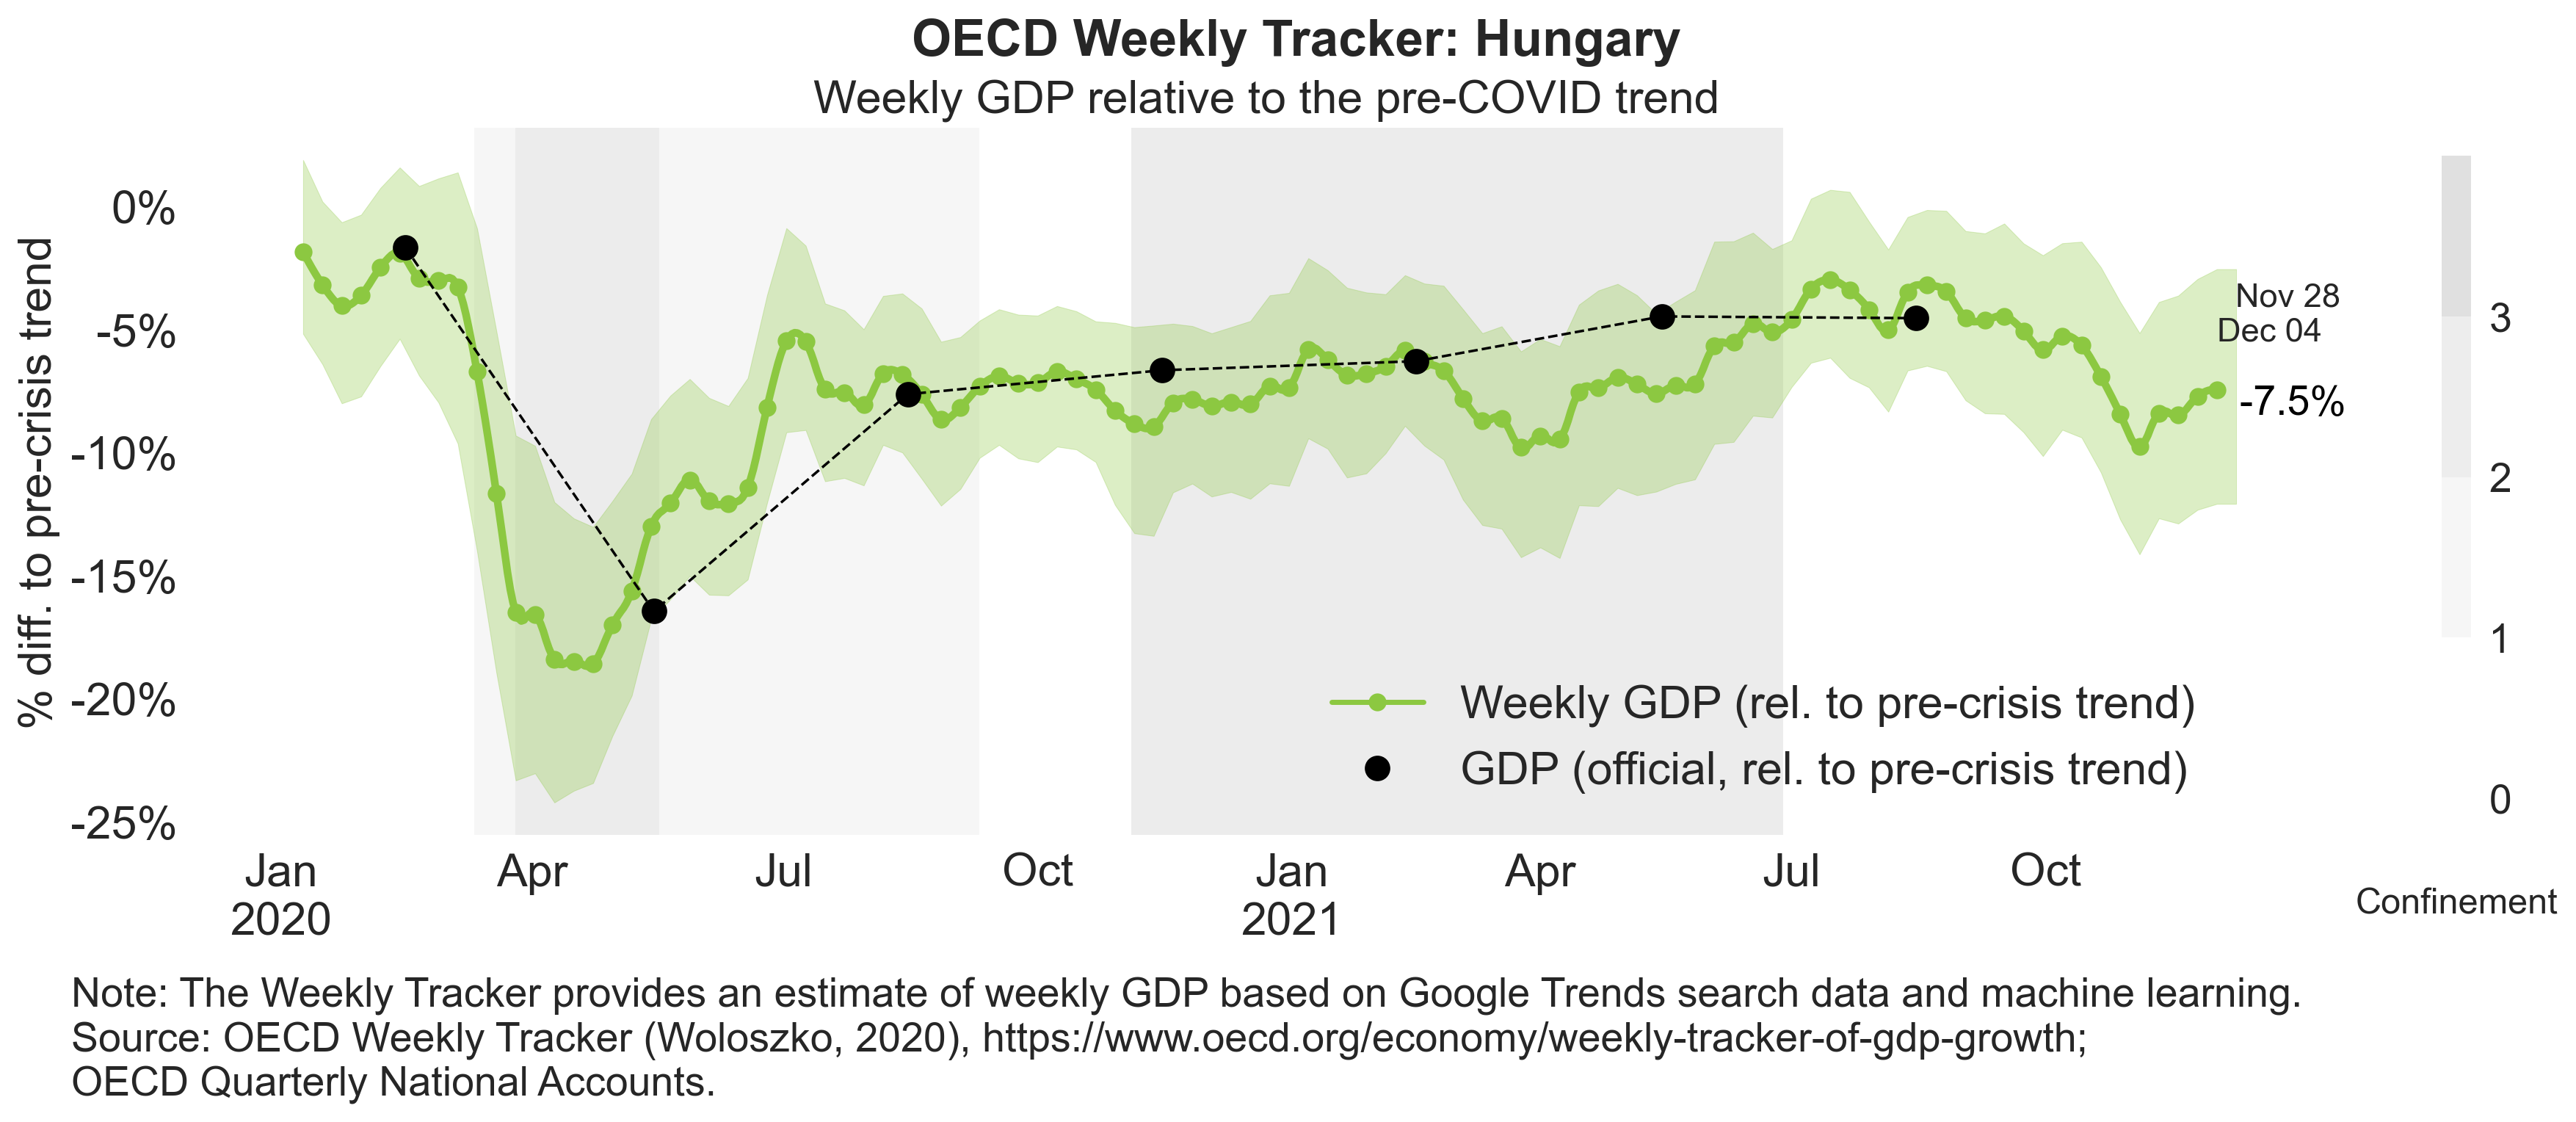 OECD Weekly Tracker: Hungary
Weekly GDP relative to the pre-COVID trend
% diff. to pre-crisis trend
0%
-5%
-10%
-15%
-20%
-25%
Nov 28
Dec 04
-7.5%
3
2
1
0
Confinement
Weekly GDP (rel. to pre-crisis trend)
GDP (official, rel. to pre-crisis trend)
Jan Apr Jul Oct Jan Apr Jul Oct
2020 2021
Note: The Weekly Tracker provides an estimate of weekly GDP based on Google Trends search data and machine learning.
Source: OECD Weekly Tracker (Woloszko, 2020), https://www.oecd.org/economy/weekly-tracker-of-gdp-growth;
OECD Quarterly National Accounts.